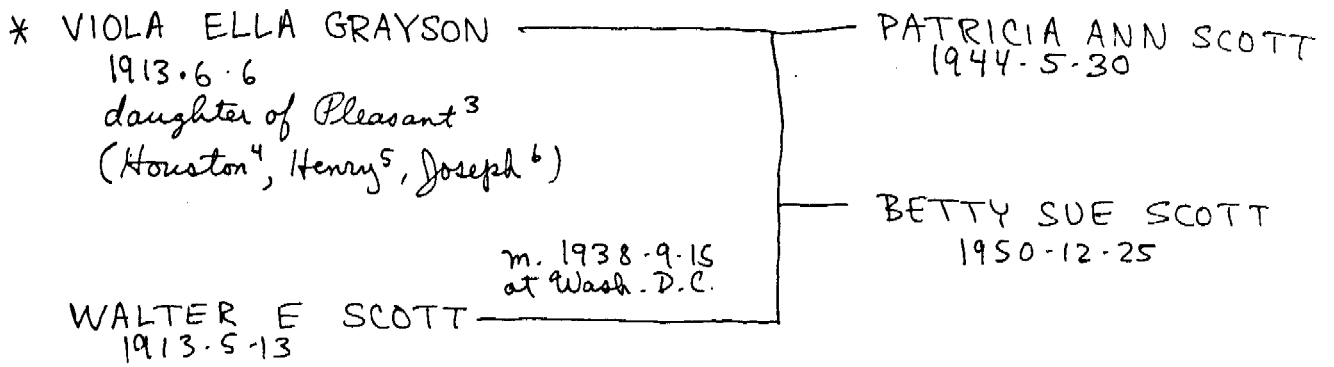 * VIOLA ELLA GRAYSON
1913.6.6
daughter of Pleasant³
(Houston⁴, Henry⁵, Joseph⁶)
m. 1938-9-15
at Wash. D.C.
WALTER E SCOTT
1913-5-13
PATRICIA ANN SCOTT
1944-5-30
BETTY SUE SCOTT
1950-12-25